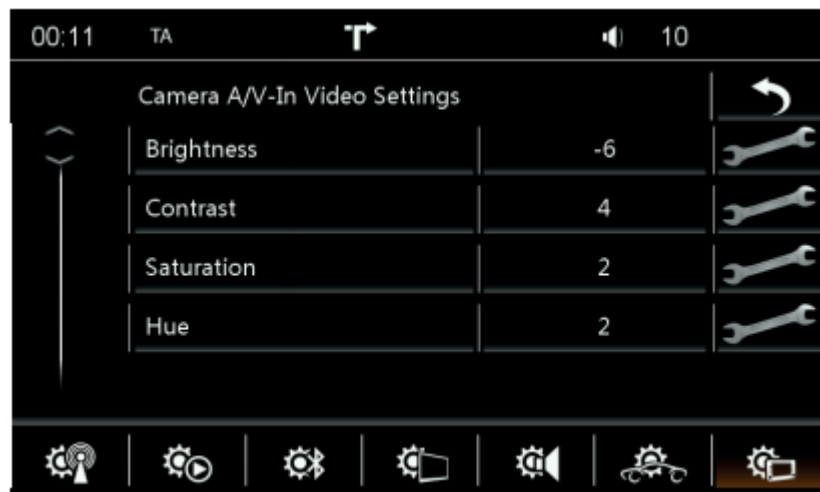 00:11 TA 10
Camera A/V-In Video Settings
Brightness -6
Contrast 4
Saturation 2
Hue 2